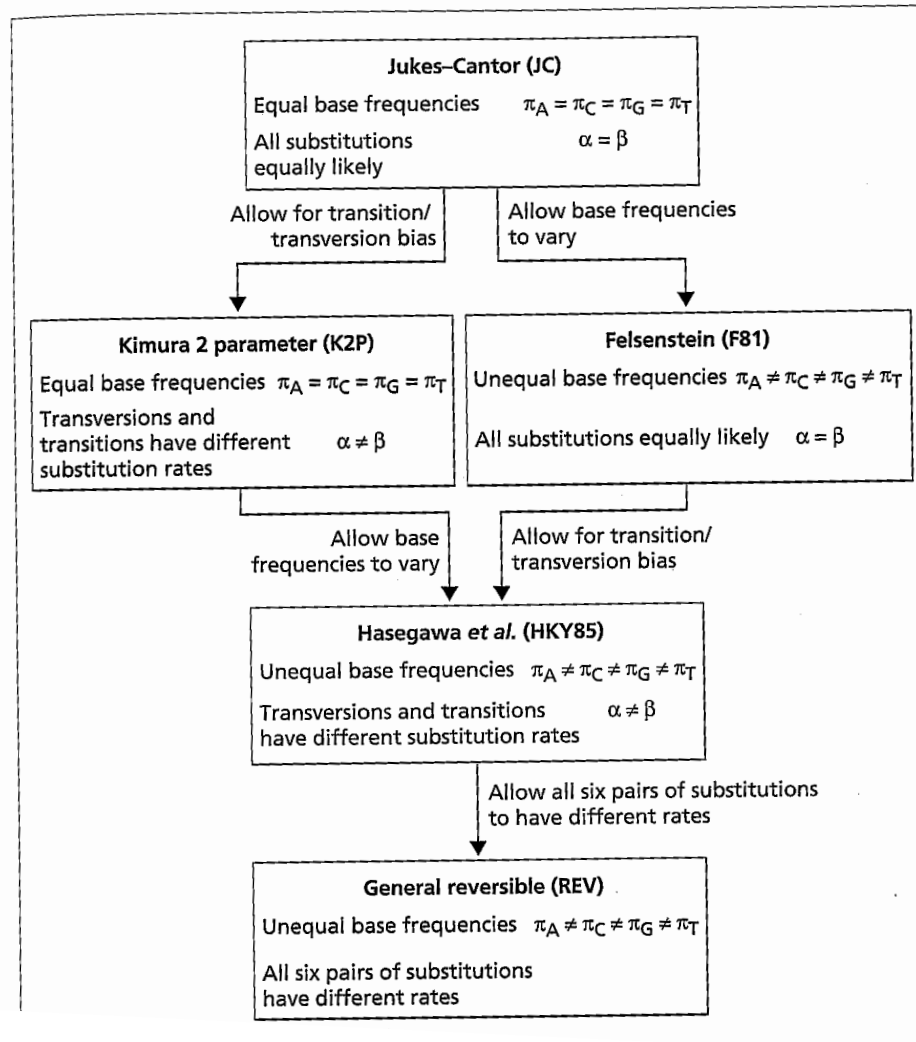 Jukes–Cantor (JC)
Equal base frequencies π_A = π_C = π_G = π_T
All substitutions α = β
equally likely
Allow for transition/
transversion bias
Allow base frequencies
to vary
Kimura 2 parameter (K2P)
Equal base frequencies π_A = π_C = π_G = π_T
Transversions and
transitions have different α ≠ β
substitution rates
Felsenstein (F81)
Unequal base frequencies π_A ≠ π_C ≠ π_G ≠ π_T
All substitutions equally likely α = β
Allow base
frequencies to vary
Allow for transition/
transversion bias
Hasegawa et al. (HKY85)
Unequal base frequencies π_A ≠ π_C ≠ π_G ≠ π_T
Transversions and transitions α ≠ β
have different substitution rates
Allow all six pairs of substitutions
to have different rates
General reversible (REV)
Unequal base frequencies π_A ≠ π_C ≠ π_G ≠ π_T
All six pairs of substitutions
have different rates